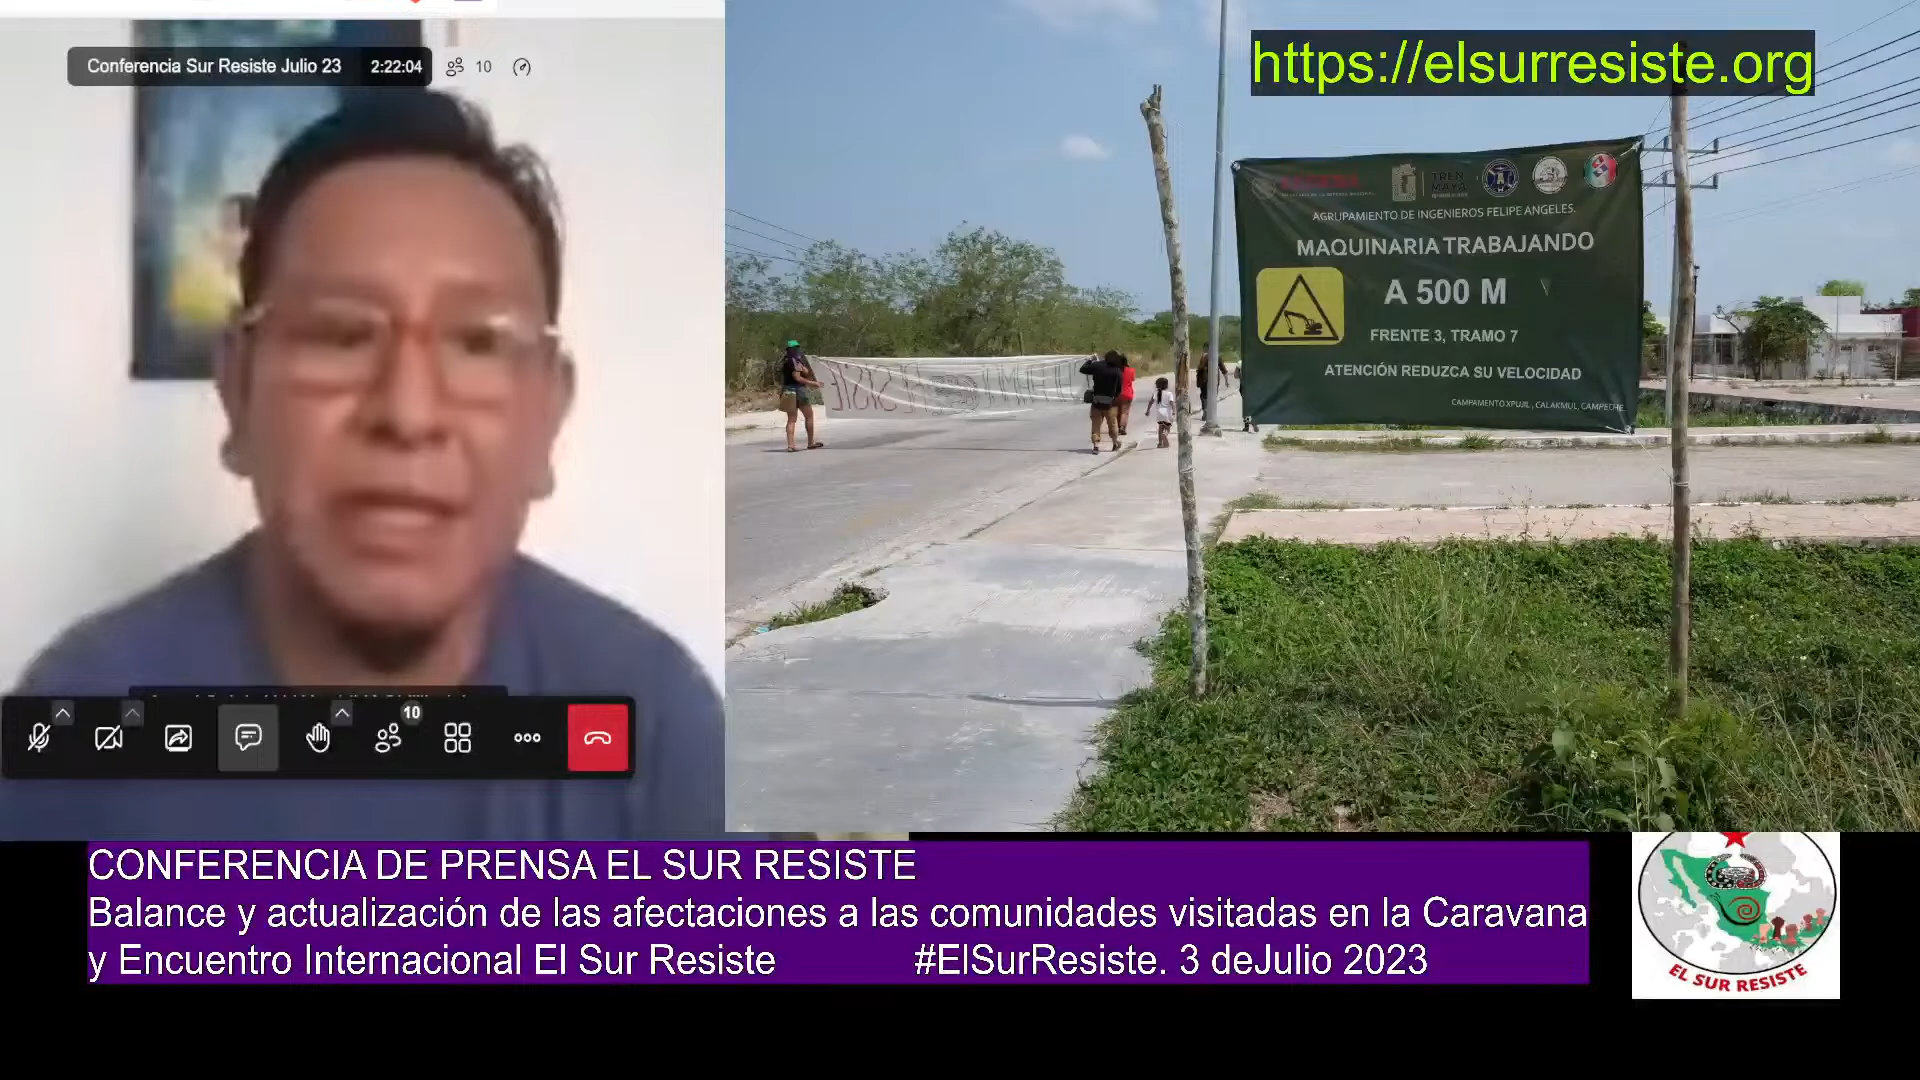 Conferencia Sur Resiste Julio 23 2:22:04 10
https://elsurresiste.org
TREN MAYA
AGRUPAMIENTO DE INGENIEROS FELIPE ANGELES.
MAQUINARIA TRABAJANDO
A 500 M
FRENTE 3, TRAMO 7
ATENCIÓN REDUZCA SU VELOCIDAD
CAMPAMENTO XPUJIL, CALAKMUL, CAMPECHE
10
CONFERENCIA DE PRENSA EL SUR RESISTE
Balance y actualización de las afectaciones a las comunidades visitadas en la Caravana
y Encuentro Internacional El Sur Resiste #ElSurResiste. 3 deJulio 2023
EL SUR RESISTE